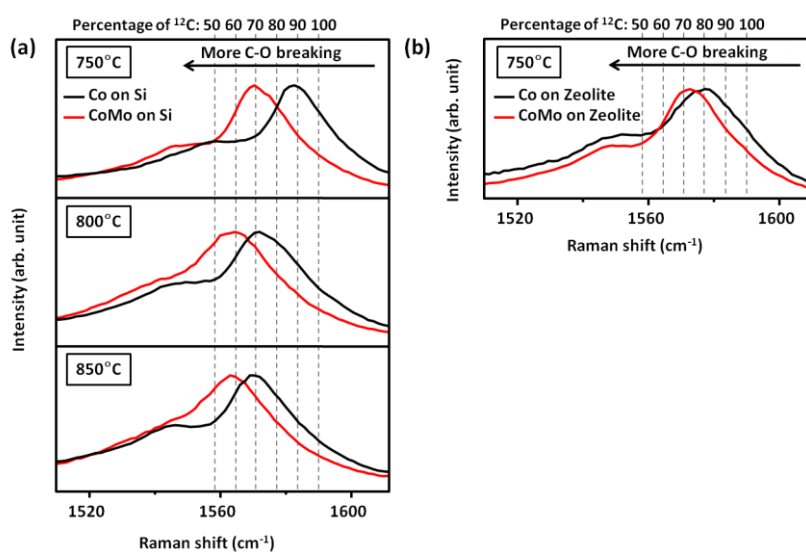 (a)
Percentage of ¹²C: 50 60 70 80 90 100
750°C
More C-O breaking
Co on Si
CoMo on Si
800°C
850°C
Intensity (arb. unit)
1520 1560 1600
Raman shift (cm⁻¹)
(b)
Percentage of ¹²C: 50 60 70 80 90 100
750°C
More C-O breaking
Co on Zeolite
CoMo on Zeolite
Intensity (arb. unit)
1520 1560 1600
Raman shift (cm⁻¹)